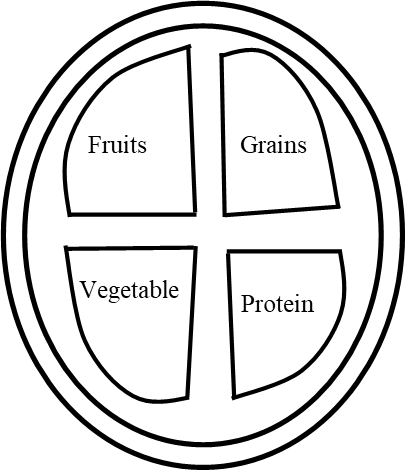 Fruits
Grains
Vegetable
Protein